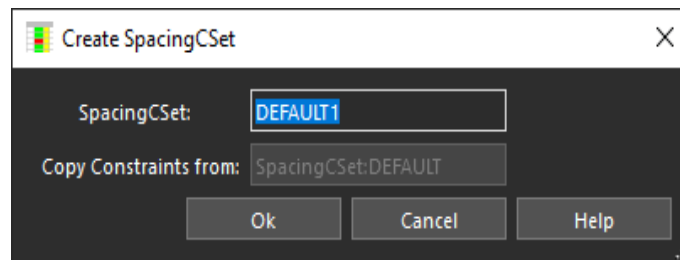 Create SpacingCSet
SpacingCSet: DEFAULT1
Copy Constraints from: SpacingCSet:DEFAULT
Ok Cancel Help